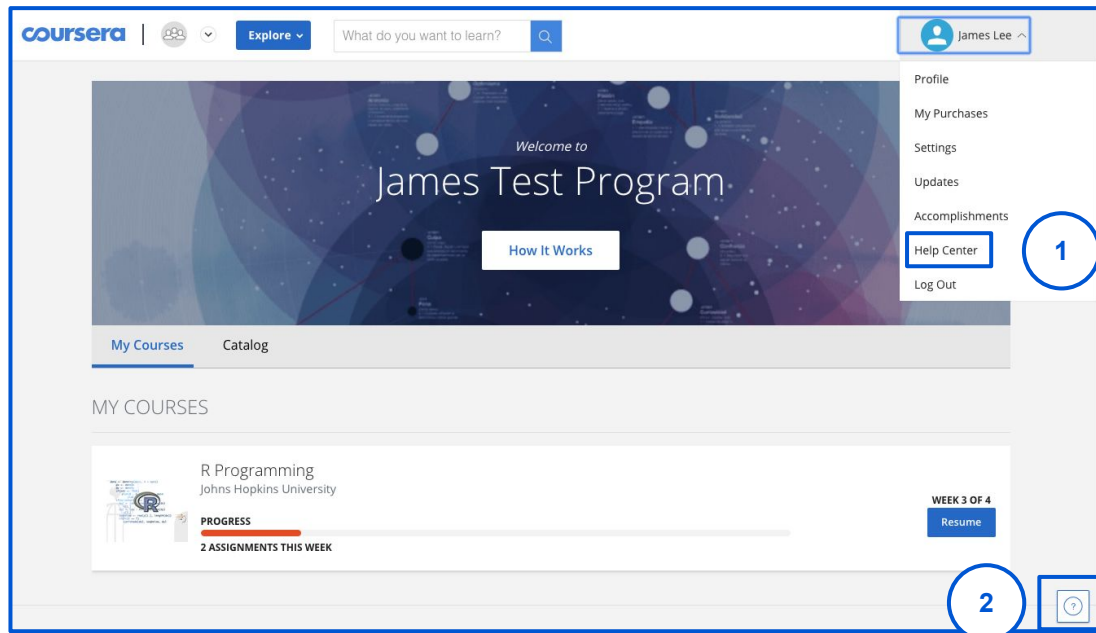 coursera
Explore
What do you want to learn?
James Lee
Profile
My Purchases
Settings
Updates
Accomplishments
Help Center
1
Log Out
Welcome to
James Test Program
How It Works
My Courses Catalog
MY COURSES
R Programming
Johns Hopkins University
PROGRESS
2 ASSIGNMENTS THIS WEEK
WEEK 3 OF 4
Resume
2
?